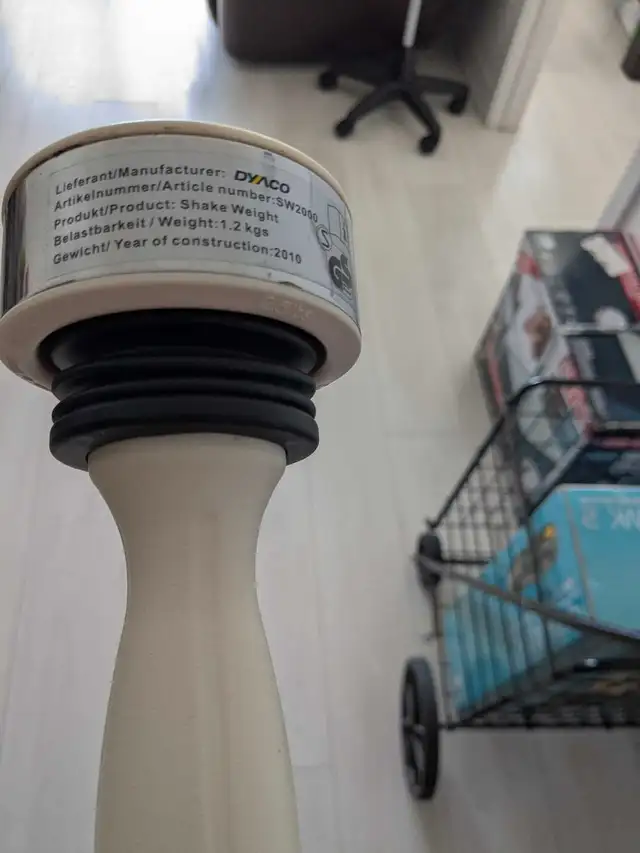 Lieferant/Manufacturer: DYACO
Artikelnummer/Article number:SW2000
Produkt/Product: Shake Weight
Belastbarkeit / Weight:1.2 kgs
Gewicht/ Year of construction:2010